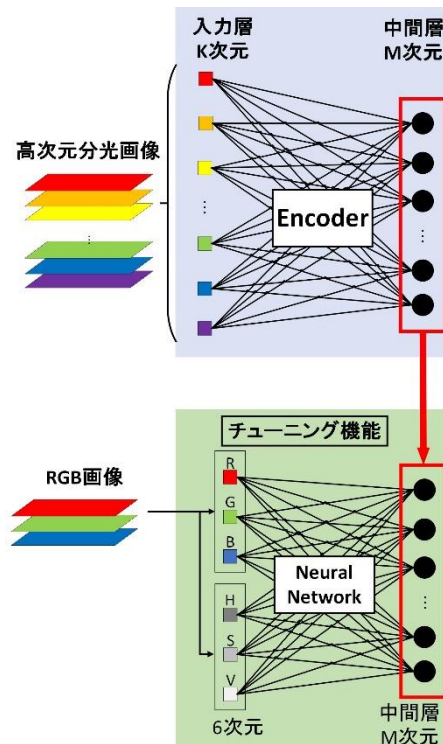 入力層
K次元
中間層
M次元
高次元分光画像
Encoder
チューニング機能
RGB画像
R
G
B
H
S
V
Neural
Network
6次元
中間層
M次元